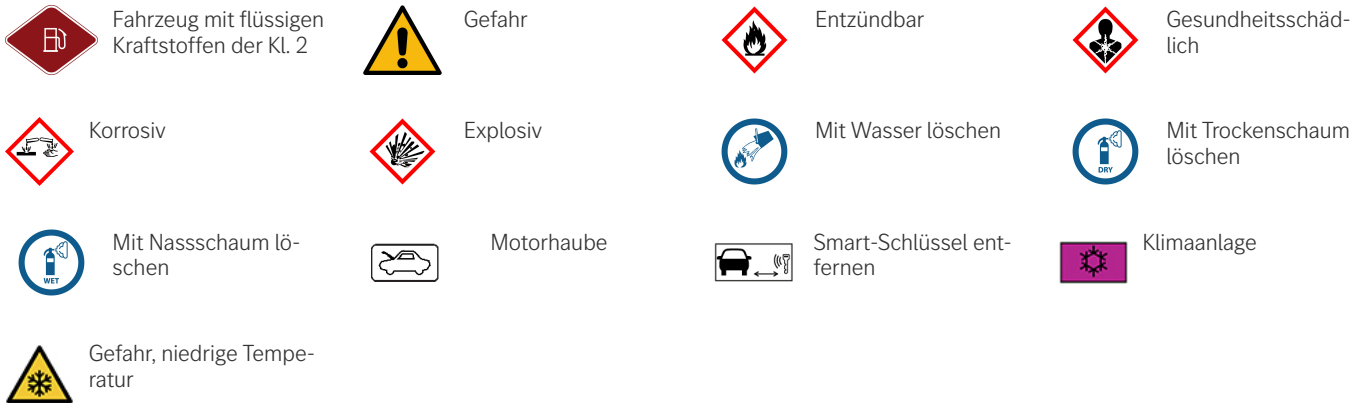 Fahrzeug mit flüssigen
Kraftstoffen der Kl. 2
Gefahr
Entzündbar
Gesundheitsschäd-
lich
Korrosiv
Explosiv
Mit Wasser löschen
DRY
Mit Trockenschaum
löschen
WET
Mit Nassschaum lö-
schen
Motorhaube
Smart-Schlüssel ent-
fernen
Klimaanlage
Gefahr, niedrige Tempe-
ratur